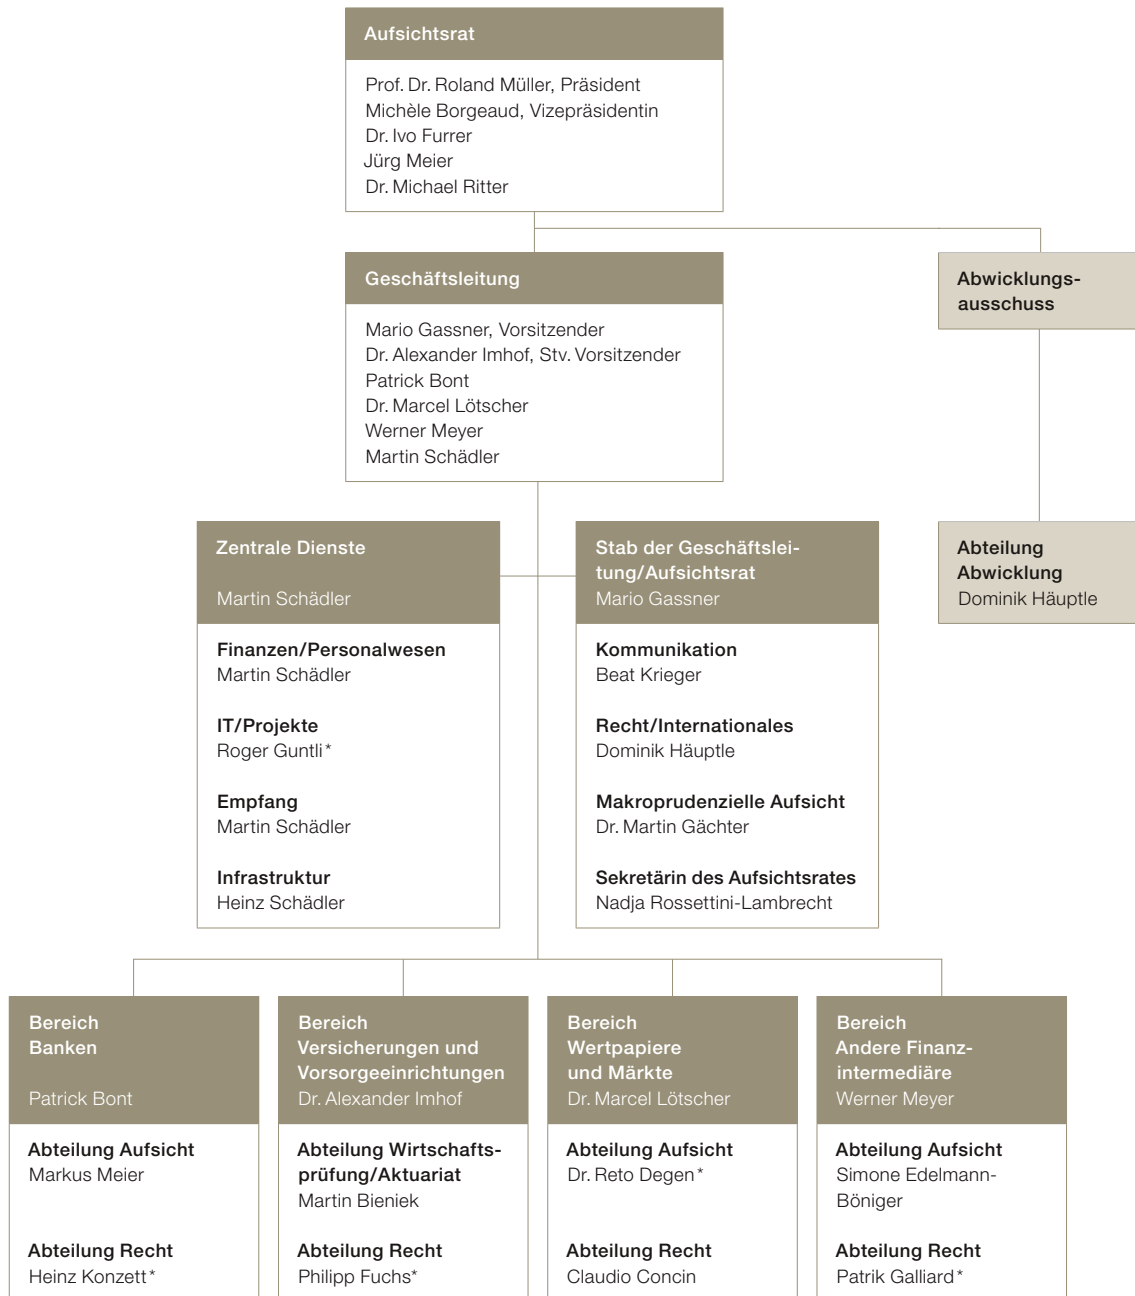 Aufsichtsrat
Prof. Dr. Roland Müller, Präsident
Michèle Borgeaud, Vizepräsidentin
Dr. Ivo Furrer
Jürg Meier
Dr. Michael Ritter
Geschäftsleitung
Mario Gassner, Vorsitzender
Dr. Alexander Imhof, Stv. Vorsitzender
Patrick Bont
Dr. Marcel Lötscher
Werner Meyer
Martin Schädler
Abwicklungs-
ausschuss
Zentrale Dienste
Martin Schädler
Finanzen/Personalwesen
Martin Schädler
IT/Projekte
Roger Guntli*
Empfang
Martin Schädler
Infrastruktur
Heinz Schädler
Stab der Geschäftslei-
tung/Aufsichtsrat
Mario Gassner
Kommunikation
Beat Krieger
Recht/Internationales
Dominik Häuptle
Makroprudenzielle Aufsicht
Dr. Martin Gächter
Sekretärin des Aufsichtsrates
Nadja Rossettini-Lambrecht
Abteilung
Abwicklung
Dominik Häuptle
Bereich
Banken
Patrick Bont
Abteilung Aufsicht
Markus Meier
Abteilung Recht
Heinz Konzett*
Bereich
Versicherungen und
Vorsorgeeinrichtungen
Dr. Alexander Imhof
Abteilung Wirtschafts-
prüfung/Aktuariat
Martin Bieniek
Abteilung Recht
Philipp Fuchs*
Bereich
Wertpapiere
und Märkte
Dr. Marcel Lötscher
Abteilung Aufsicht
Dr. Reto Degen*
Abteilung Recht
Claudio Concin
Bereich
Andere Finanz-
intermediäre
Werner Meyer
Abteilung Aufsicht
Simone Edelmann-
Böniger
Abteilung Recht
Patrik Galliard*